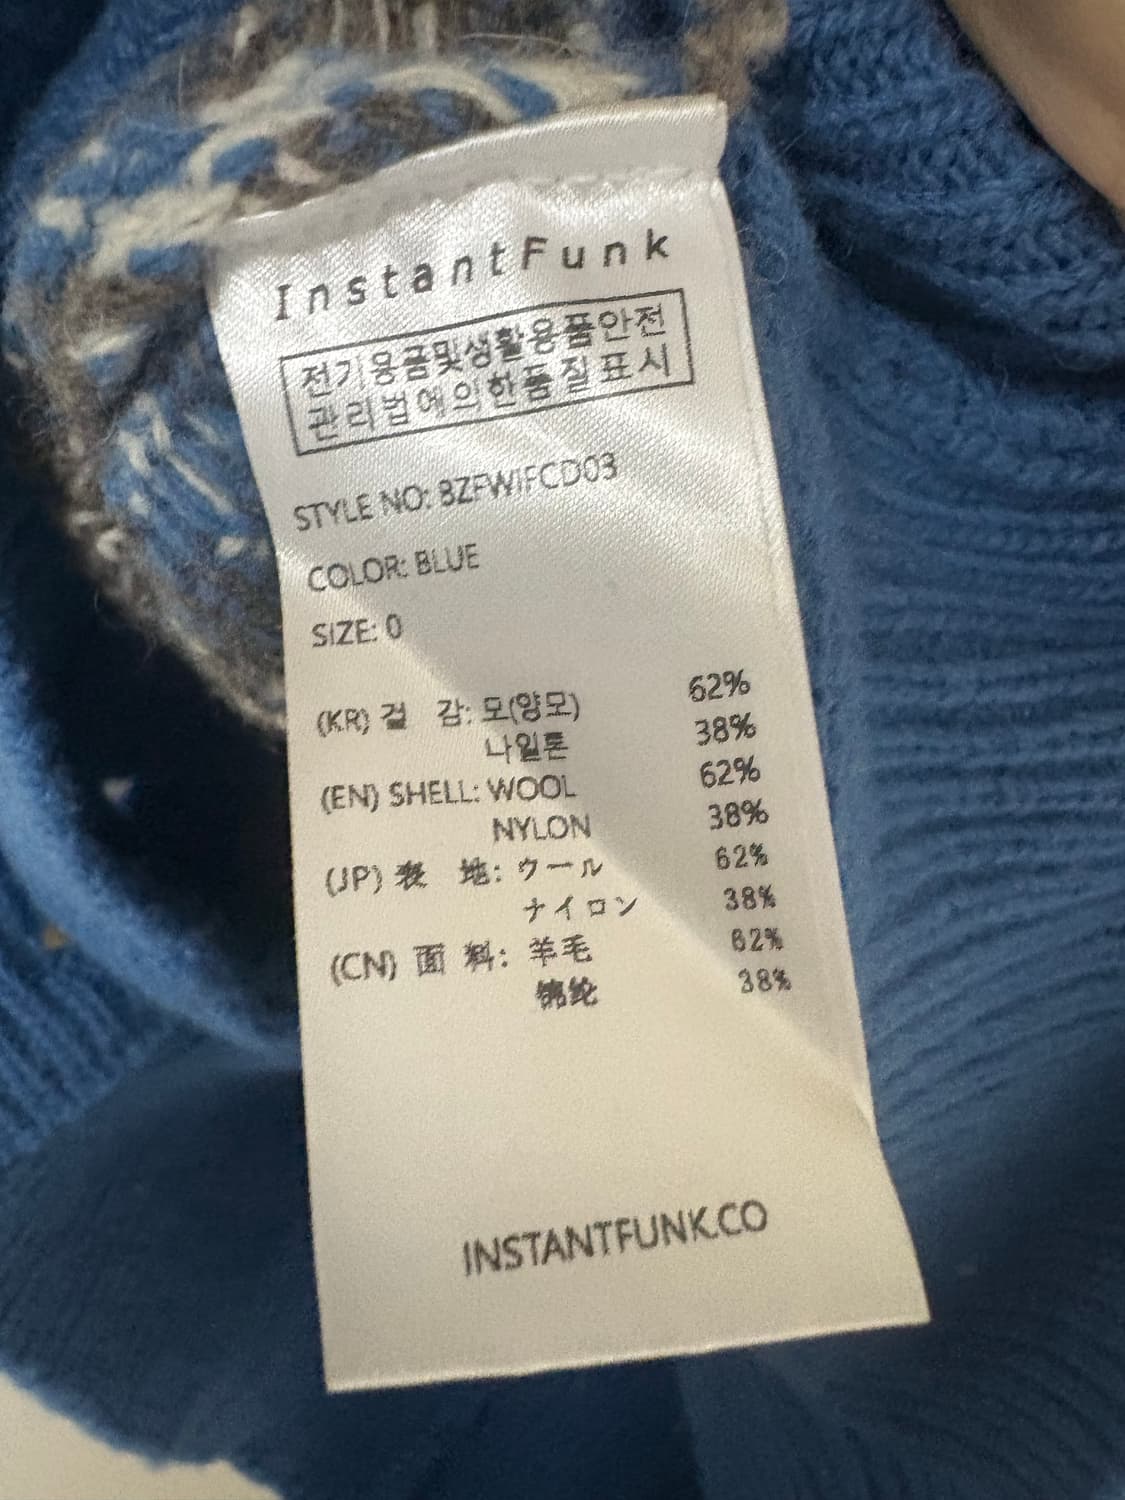 InstantFunk
전기용품및생활용품안전
관리법에의한품질표시
STYLE NO: BZFWIFCD03
COLOR: BLUE
SIZE: 0
(KR) 겉 감: 모(양모) 62%
나일론 38%
(EN) SHELL: WOOL 62%
NYLON 38%
(JP) 表 地: ウール 62%
ナイロン 38%
(CN) 面 料: 羊毛 62%
锦纶 38%
INSTANTFUNK.CO